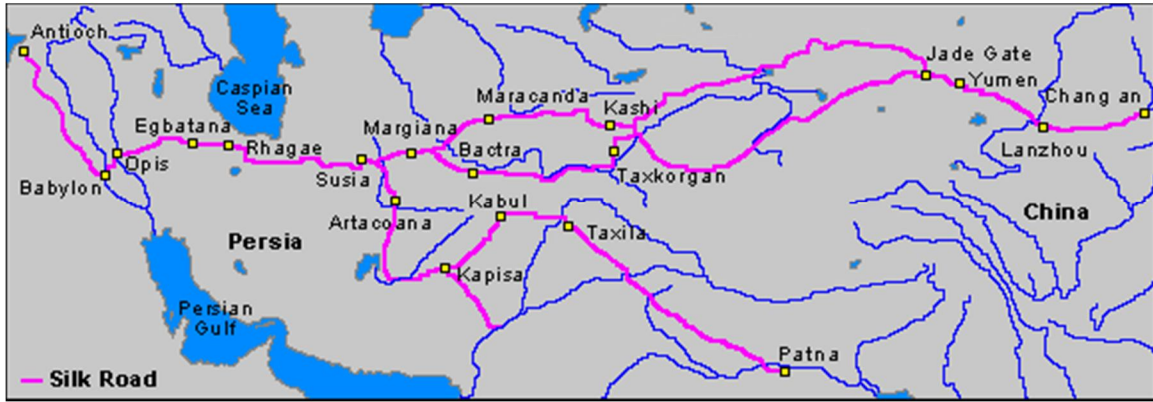 Antioch
Jade Gate
Yumen
Caspian
Sea
Chang an
Maracanda
Kashi
Egbatana
Margiana
Rhagae
Bactra
Lanzhou
Opis
Susia
Taxkorgan
Babylon
Kabul
Artacoana
China
Persia
Taxila
Kapisa
Persian
Gulf
Patna
Silk Road